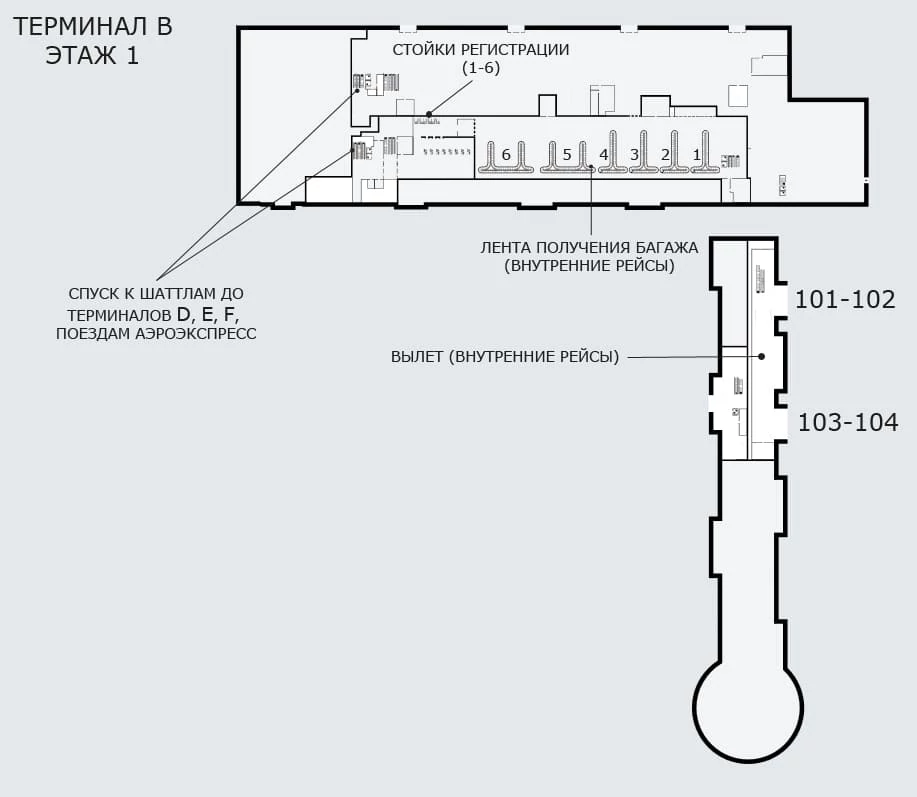 ТЕРМИНАЛ B
ЭТАЖ 1
СТОЙКИ РЕГИСТРАЦИИ
(1-6)
6 5 4 3 2 1
ЛЕНТА ПОЛУЧЕНИЯ БАГАЖА
(ВНУТРЕННИЕ РЕЙСЫ)
СПУСК К ШАТТЛАМ ДО
ТЕРМИНАЛОВ D, E, F,
ПОЕЗДАМ АЭРОЭКСПРЕСС
101-102
ВЫЛЕТ (ВНУТРЕННИЕ РЕЙСЫ)
103-104